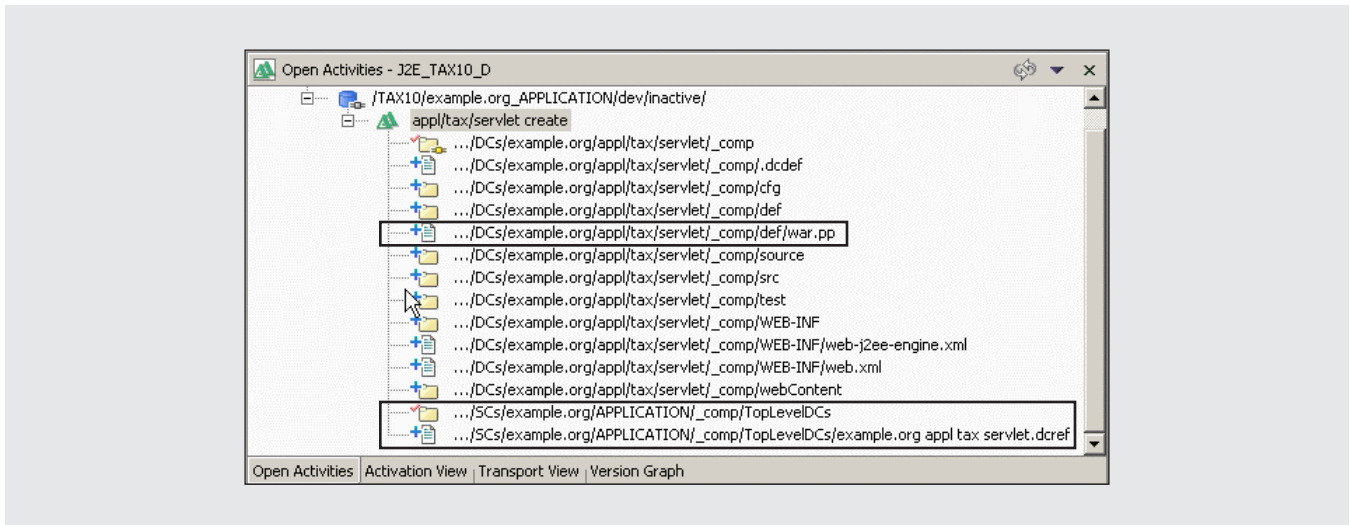 Open Activities - J2E_TAX10_D
/TAX10/example.org_APPLICATION/dev/inactive/
appl/tax/servlet create
.../DCs/example.org/appl/tax/servlet/_comp
.../DCs/example.org/appl/tax/servlet/_comp/.dcdef
.../DCs/example.org/appl/tax/servlet/_comp/cfg
.../DCs/example.org/appl/tax/servlet/_comp/def
.../DCs/example.org/appl/tax/servlet/_comp/def/war.pp
.../DCs/example.org/appl/tax/servlet/_comp/source
.../DCs/example.org/appl/tax/servlet/_comp/src
.../DCs/example.org/appl/tax/servlet/_comp/test
.../DCs/example.org/appl/tax/servlet/_comp/WEB-INF
.../DCs/example.org/appl/tax/servlet/_comp/WEB-INF/web-j2ee-engine.xml
.../DCs/example.org/appl/tax/servlet/_comp/WEB-INF/web.xml
.../DCs/example.org/appl/tax/servlet/_comp/webContent
.../SCs/example.org/APPLICATION/_comp/TopLevelDCs
.../SCs/example.org/APPLICATION/_comp/TopLevelDCs/example.org appl tax servlet.dcref
Open Activities Activation View Transport View Version Graph